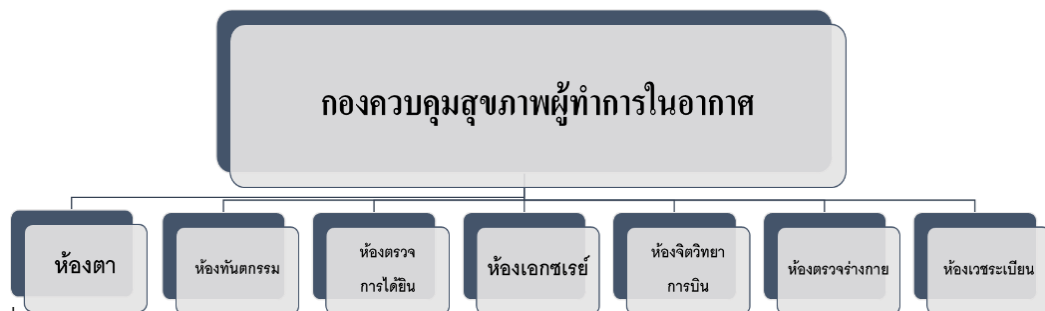 กองควบคุมสุขภาพผู้ทำการในอากาศ
ห้องตา
ห้องทันตกรรม
ห้องตรวจ
การได้ยิน
ห้องเอกซเรย์
ห้องจิตวิทยา
การบิน
ห้องตรวจร่างกาย
ห้องเวชระเบียน